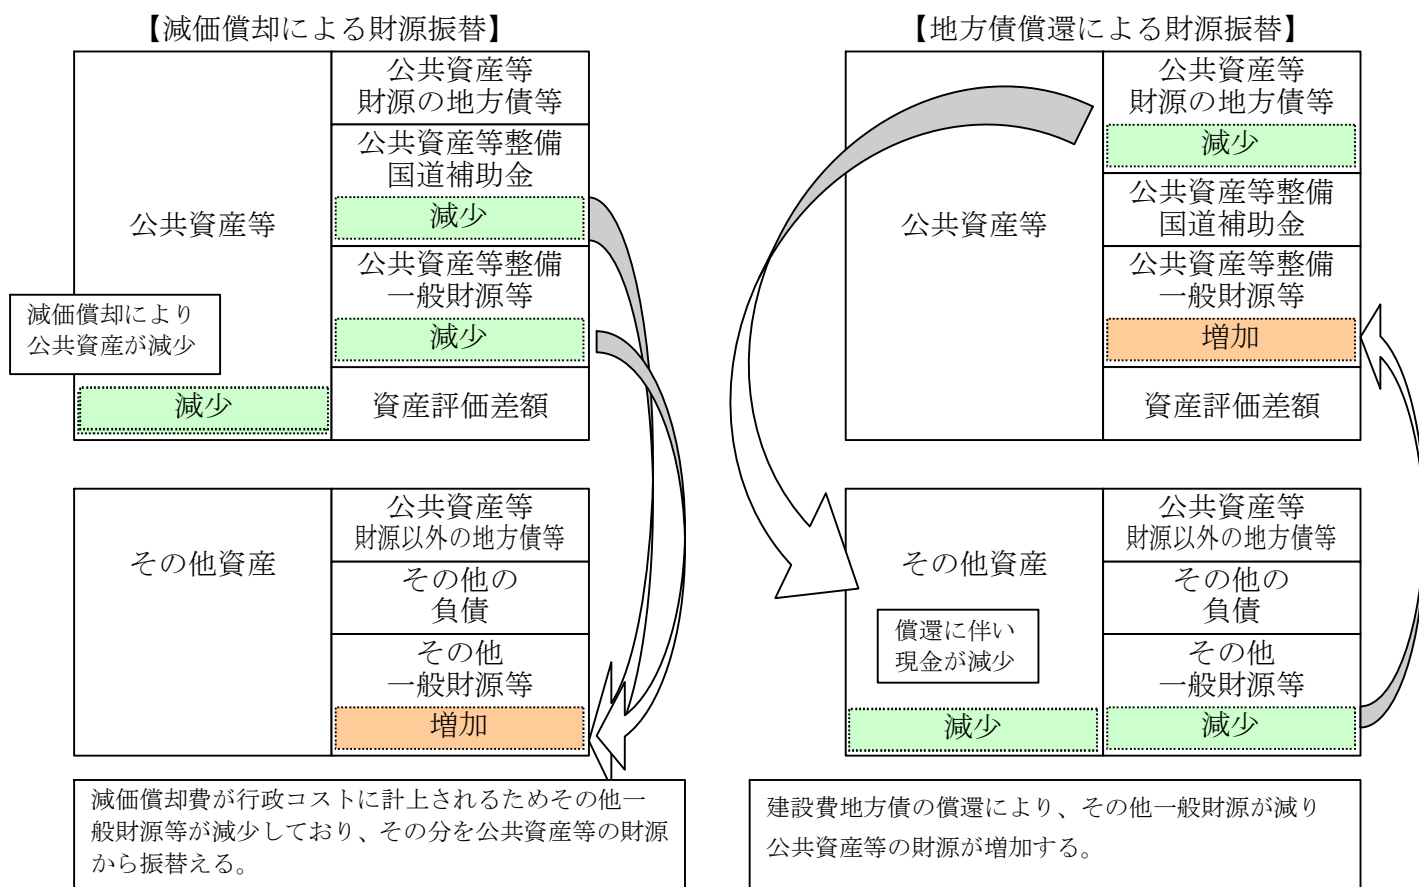 【減価償却による財源振替】
公共資産等
公共資産等
財源の地方債等
公共資産等整備
国道補助金
減少
公共資産等整備
一般財源等
減少
減価償却により
公共資産が減少
減少
資産評価差額
その他資産
公共資産等
財源以外の地方債等
その他の
負債
その他
一般財源等
増加
減価償却費が行政コストに計上されるためその他一
般財源等が減少しており、その分を公共資産等の財源
から振替える。
【地方債償還による財源振替】
公共資産等
公共資産等
財源の地方債等
減少
公共資産等整備
国道補助金
公共資産等整備
一般財源等
増加
資産評価差額
その他資産
償還に伴い
現金が減少
減少
公共資産等
財源以外の地方債等
その他の
負債
その他
一般財源等
減少
建設費地方債の償還により、その他一般財源が減り
公共資産等の財源が増加する。